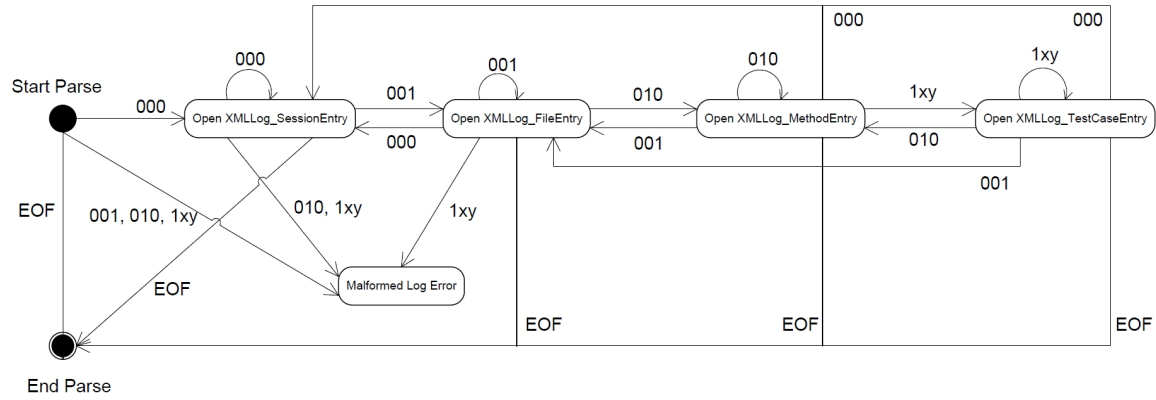 000
000
000
001
010
1xy
Start Parse
000
001
010
1xy
Open XMLLog_SessionEntry
Open XMLLog_FileEntry
Open XMLLog_MethodEntry
Open XMLLog_TestCaseEntry
000
001
010
001
EOF
001, 010, 1xy
010, 1xy
1xy
EOF
Malformed Log Error
EOF
EOF
EOF
End Parse